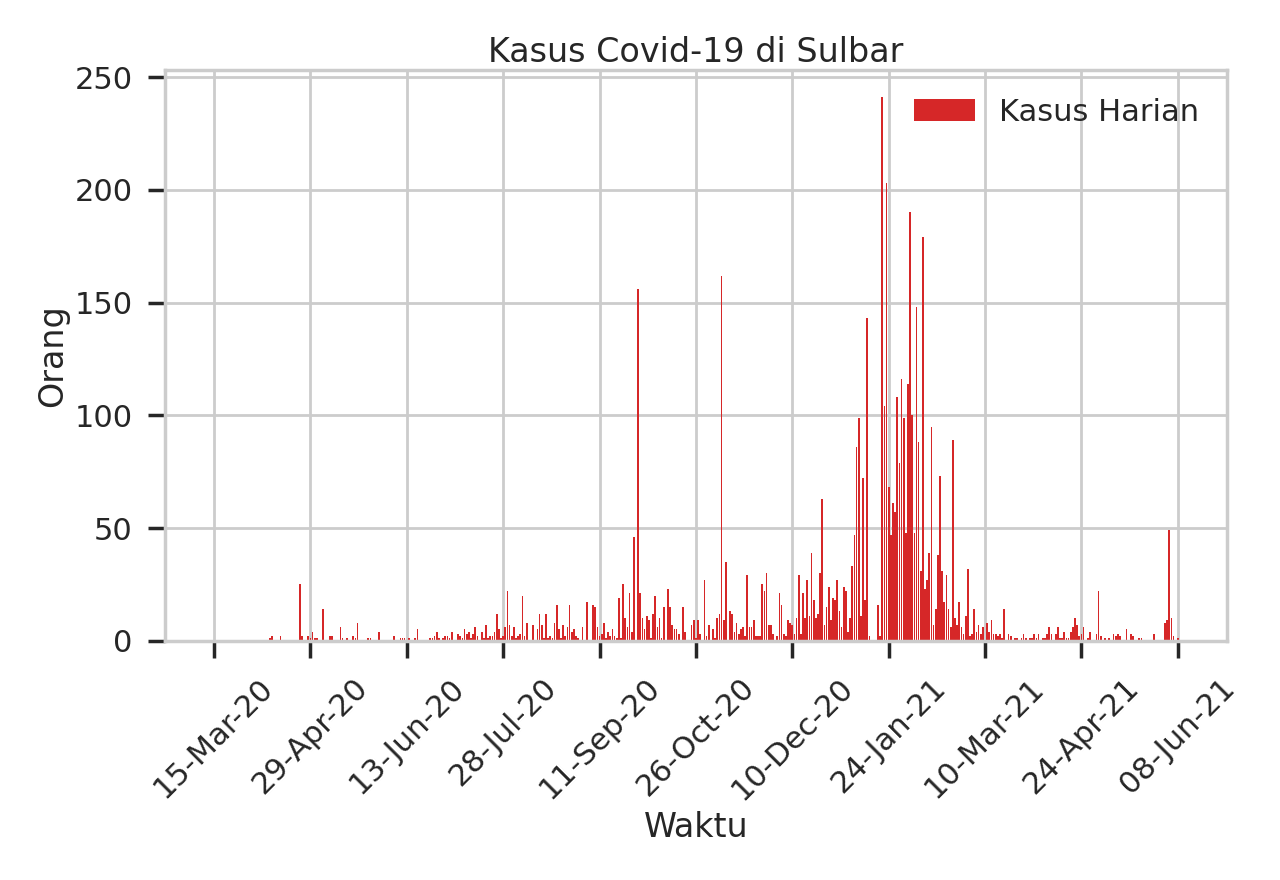 Kasus Covid-19 di Sulbar
Kasus Harian
Orang
250
200
150
100
50
0
15-Mar-20
29-Apr-20
13-Jun-20
28-Jul-20
11-Sep-20
26-Oct-20
10-Dec-20
24-Jan-21
10-Mar-21
24-Apr-21
08-Jun-21
Waktu